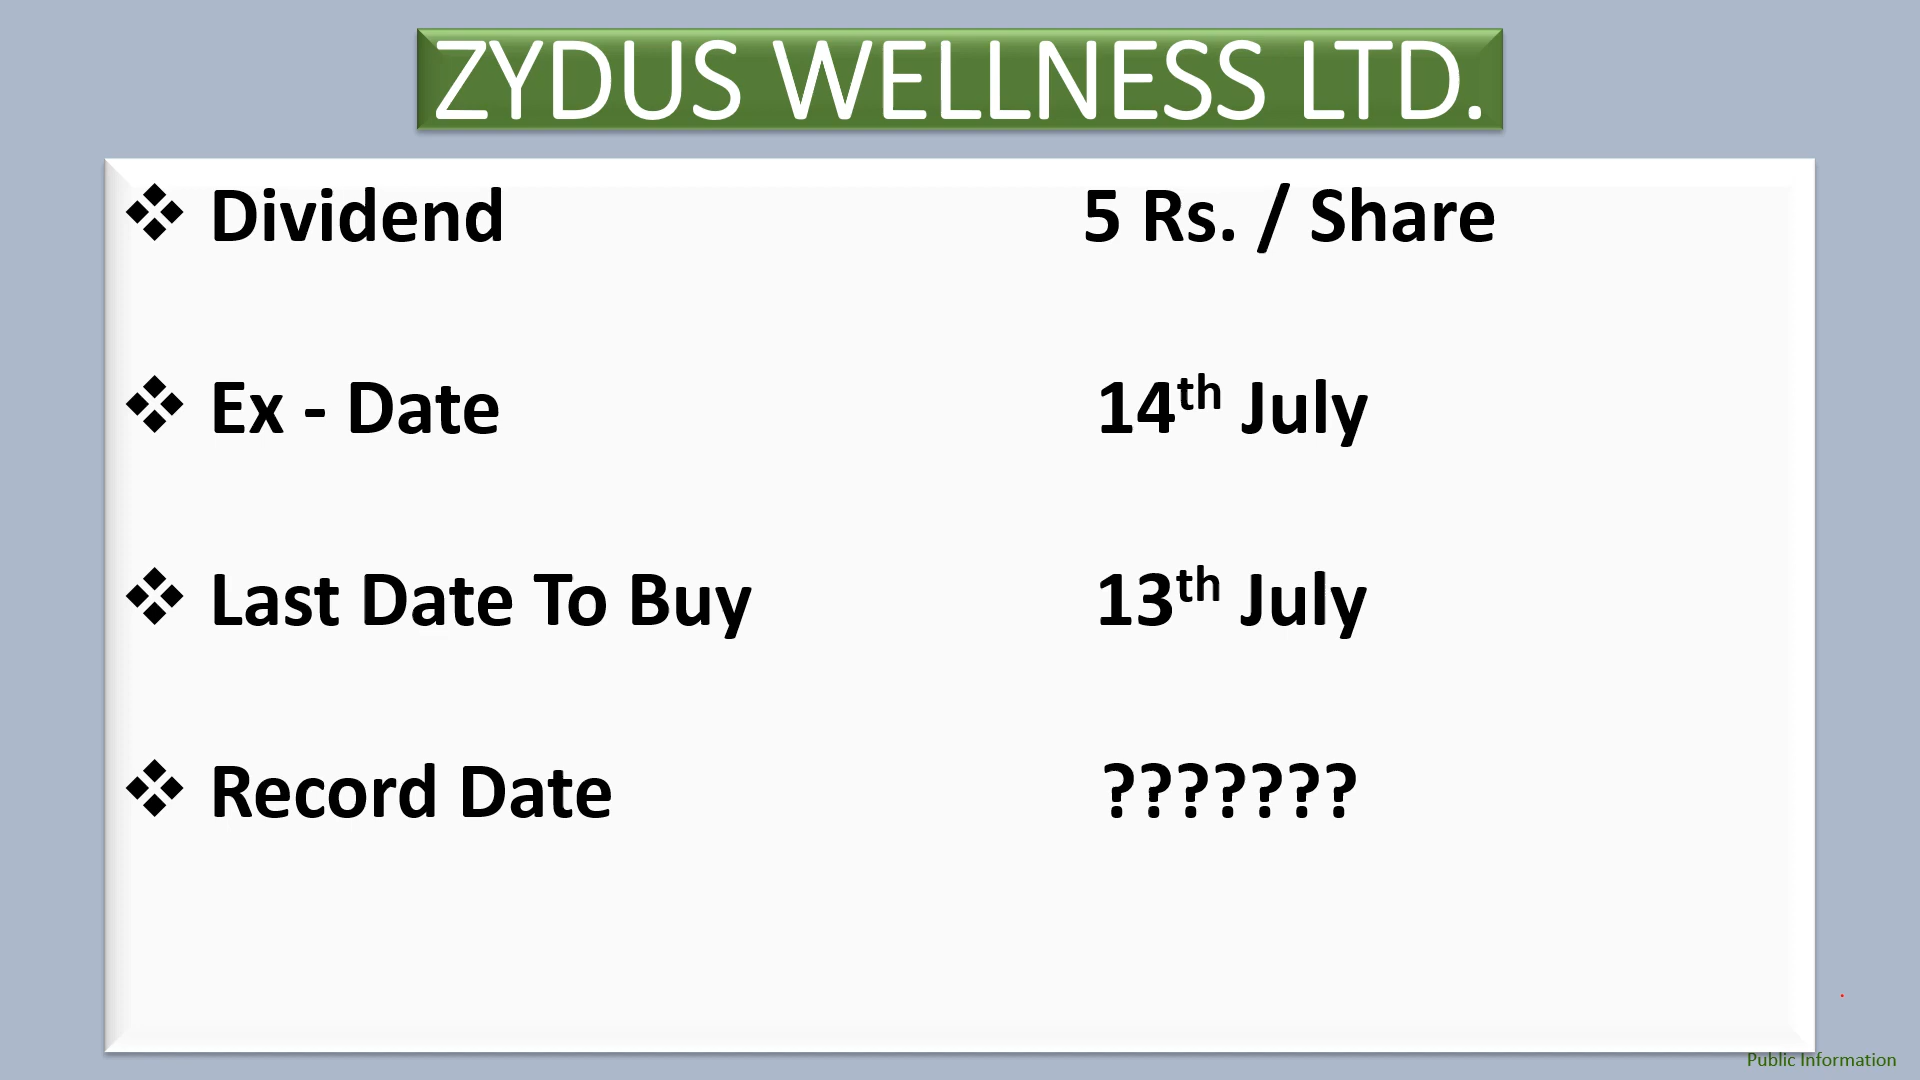 ZYDUS WELLNESS LTD.
❖ Dividend 5 Rs. / Share
❖ Ex - Date 14th July
❖ Last Date To Buy 13th July
❖ Record Date ???????
Public Information